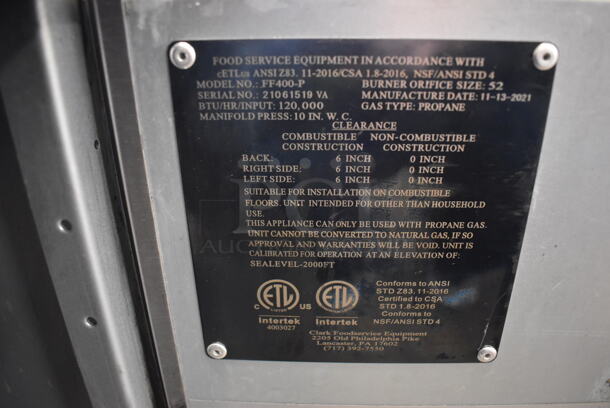 FOOD SERVICE EQUIPMENT IN ACCORDANCE WITH
cETLus ANSI Z83. 11-2016/CSA 1.8-2016, NSF/ANSI STD 4
MODEL NO.: FF400-P BURNER ORIFICE SIZE: 52
SERIAL NO.: 21061519 VA MANUFACTURE DATE: 11-13-2021
BTU/HR/INPUT: 120,000 GAS TYPE: PROPANE
MANIFOLD PRESS: 10 IN. W. C.
CLEARANCE
COMBUSTIBLE NON-COMBUSTIBLE
CONSTRUCTION CONSTRUCTION
BACK: 6 INCH 0 INCH
RIGHT SIDE: 6 INCH 0 INCH
LEFT SIDE: 6 INCH 0 INCH
SUITABLE FOR INSTALLATION ON COMBUSTIBLE
FLOORS. UNIT INTENDED FOR OTHER THAN HOUSEHOLD
USE.
THIS APPLIANCE CAN ONLY BE USED WITH PROPANE GAS.
UNIT CANNOT BE CONVERTED TO NATURAL GAS, IF SO
APPROVAL AND WARRANTIES WILL BE VOID. UNIT IS
CALIBRATED FOR OPERATION AT AN ELEVATION OF:
SEALEVEL-2000FT
C ETL US ETL
Intertek Intertek
4003027
Conforms to ANSI
STD Z83. 11-2016
Certified to CSA
STD 1.8-2016
Conforms to
NSF/ANSI STD 4
Clark Foodservice Equipment
2205 Old Philadelphia Pike
Lancaster, PA 17602
(717) 392-7550